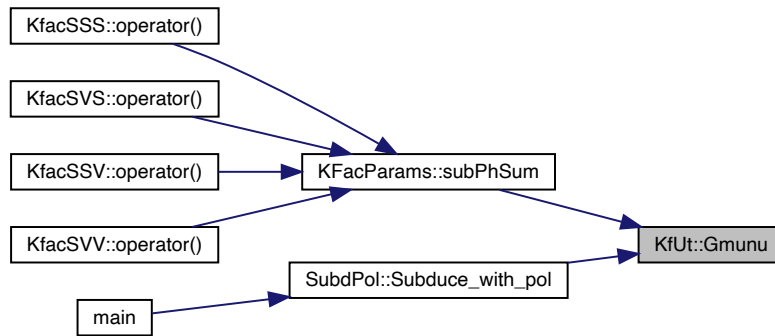 KfacSSS::operator()
KfacSVS::operator()
KfacSSV::operator()
KFacParams::subPhSum
KfacSVV::operator()
KfUt::Gmunu
SubdPol::Subduce_with_pol
main